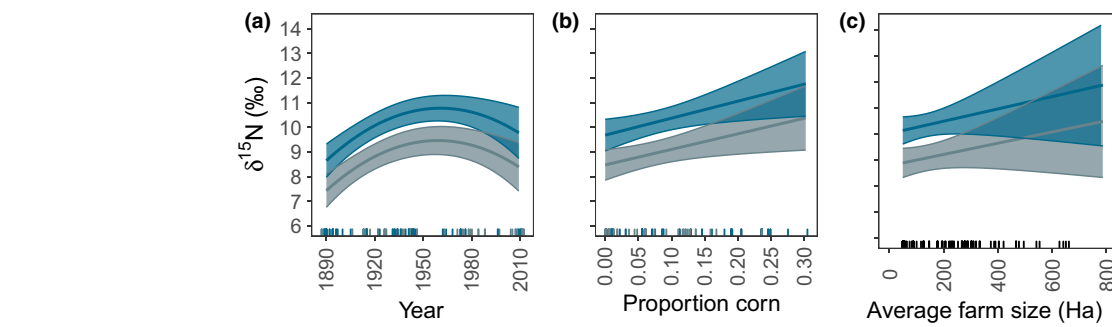 (a) (b) (c)
δ15N (‰)
14
13
12
11
10
9
8
7
6
1890 1920 1950 1980 2010
Year
0.00 0.05 0.10 0.15 0.20 0.25 0.30
Proportion corn
0 200 400 600 800
Average farm size (Ha)